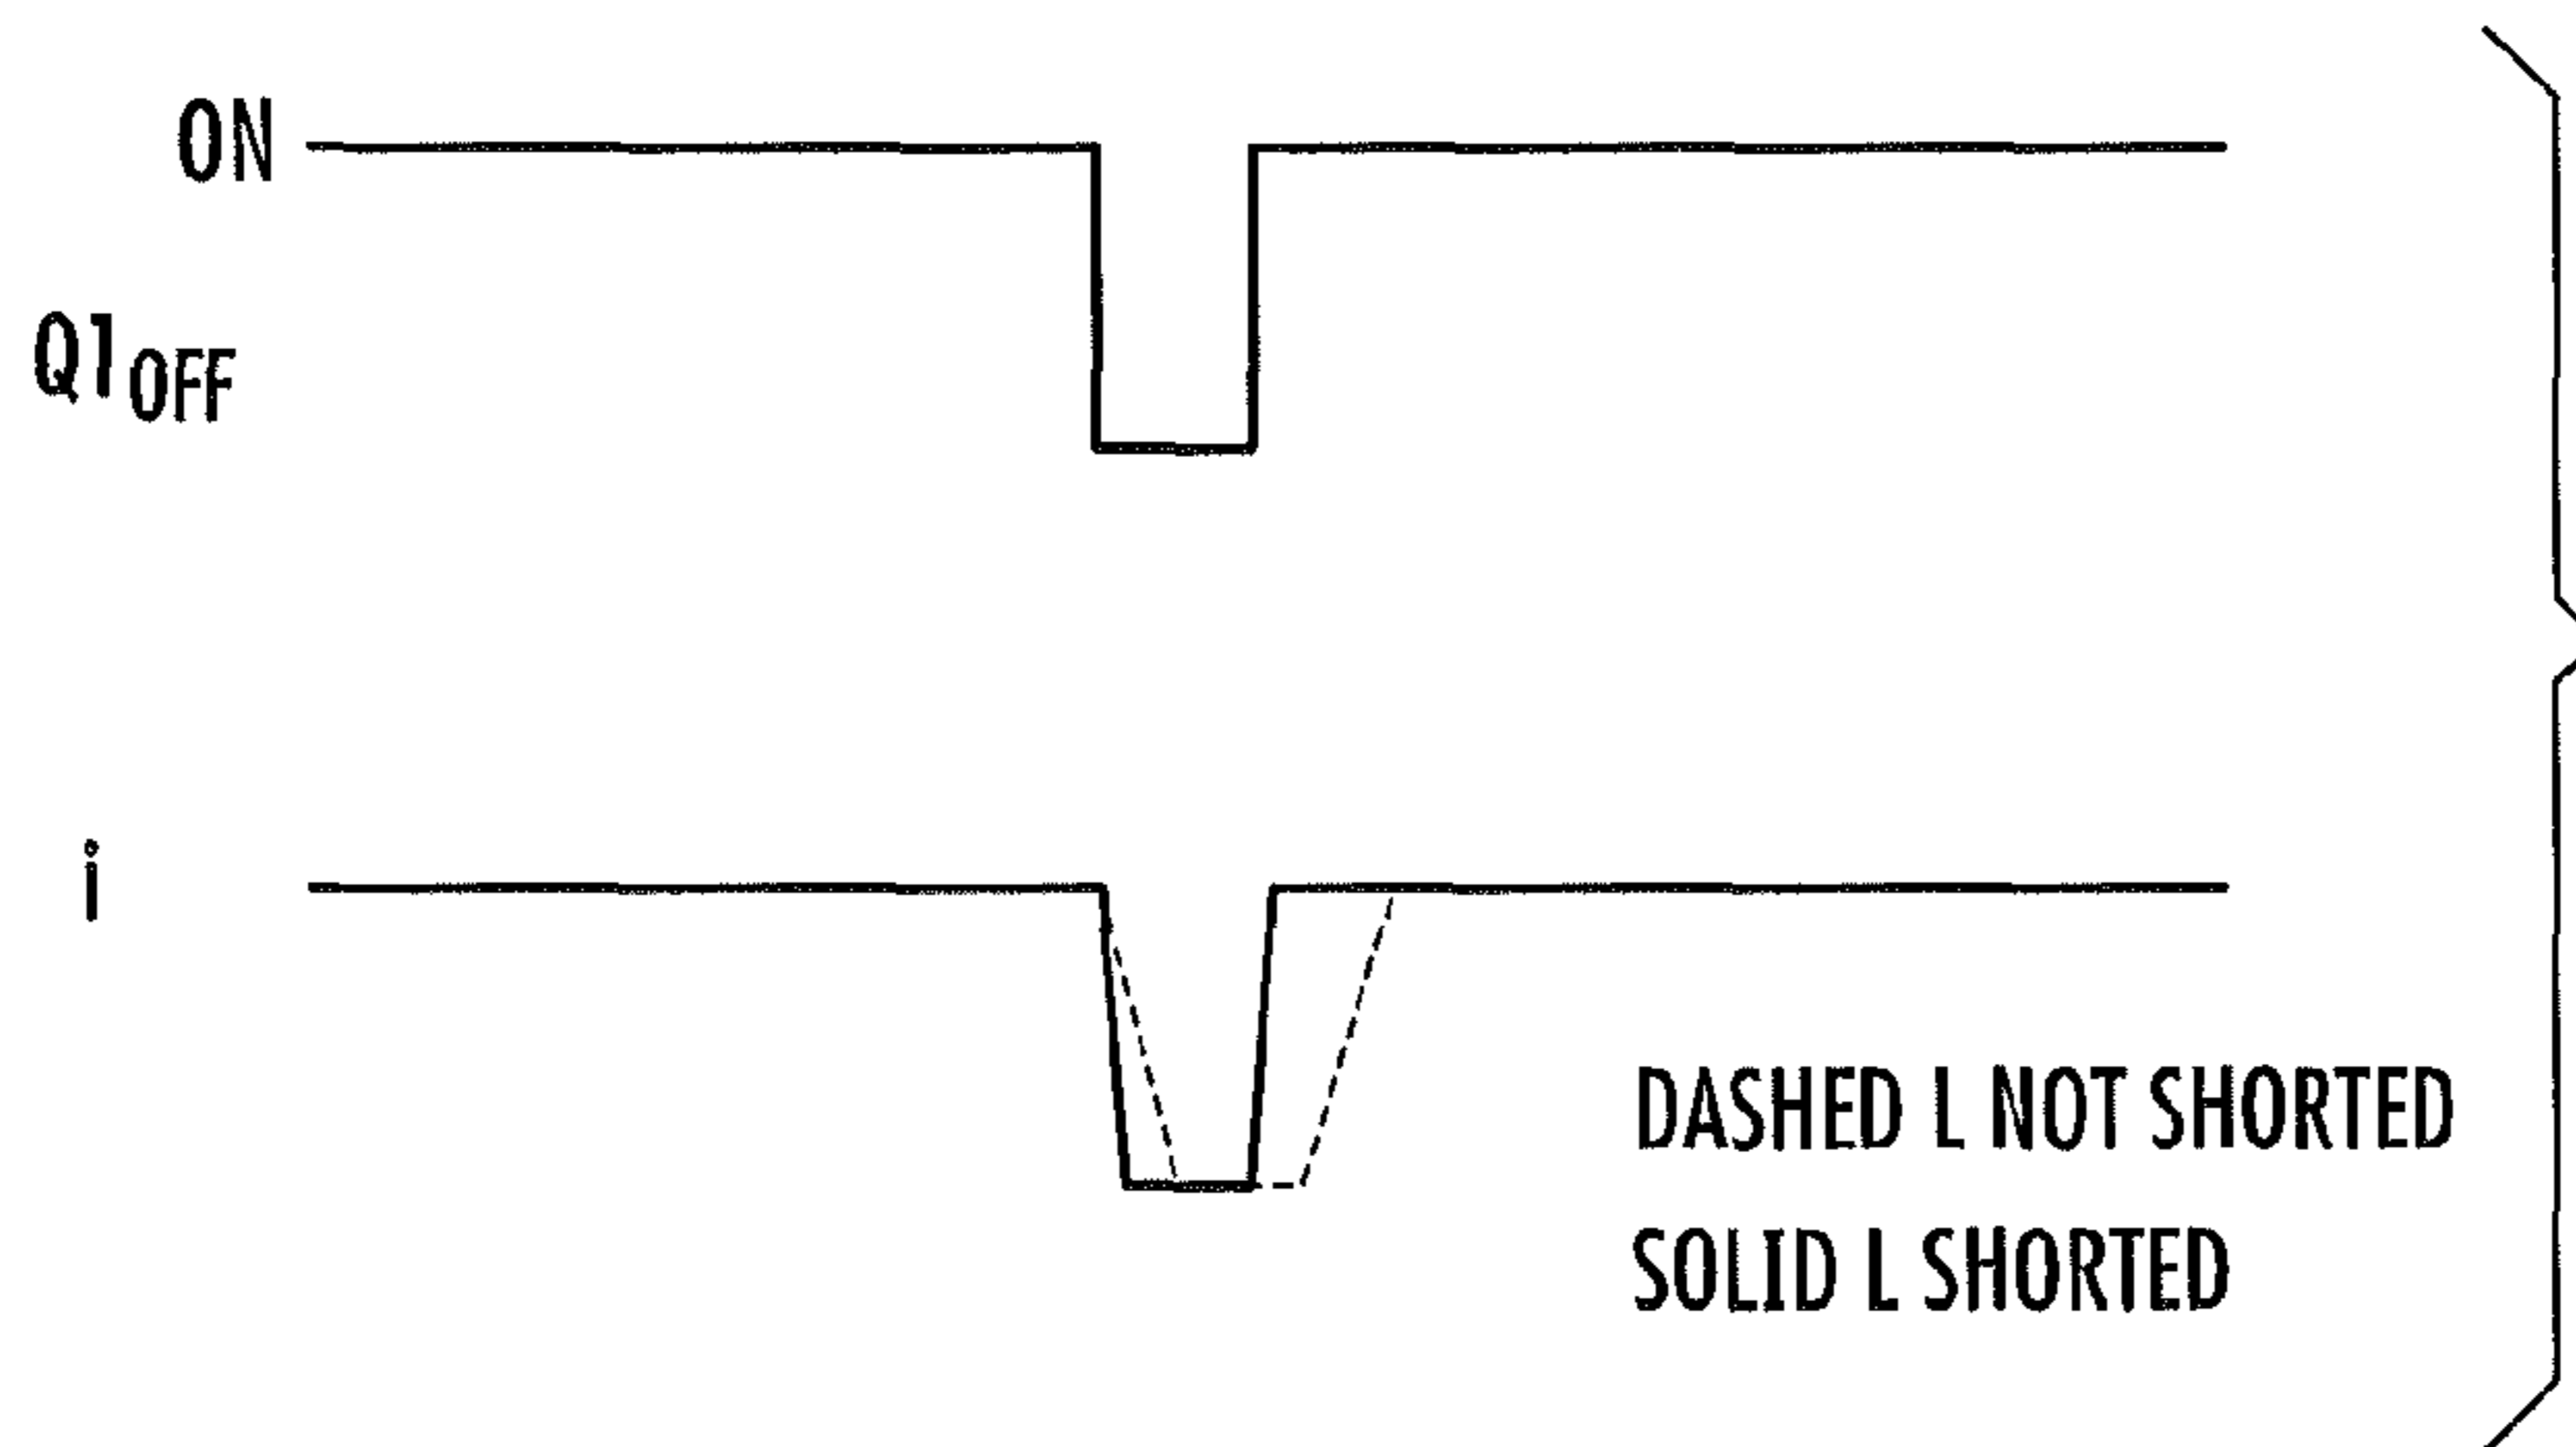 ON
Q1OFF
i
DASHED L NOT SHORTED
SOLID L SHORTED